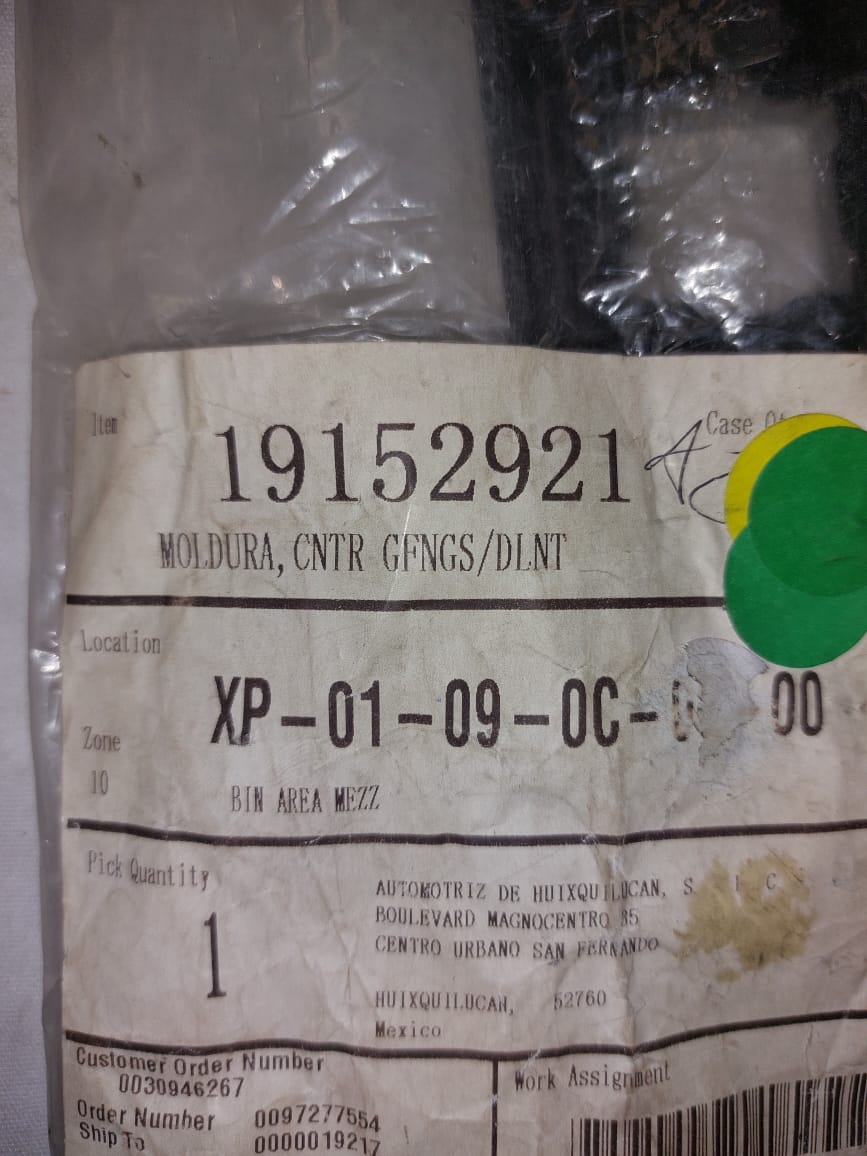 Item
Case
19152921
MOLDURA, CNTR GFNGS/DLNT
Location
XP-01-09-0C- 00
Zone
10
BIN AREA MEZZ
Pick Quantity
1
AUTOMOTRIZ DE HUIXQUILUCAN, S
BOULEVARD MAGNOCENTRO 35
CENTRO URBANO SAN FERNANDO
HUIXQUILUCAN, 52760
Mexico
Customer Order Number
0030946267
Order Number 0097277554
Ship To 0000019217
Work Assignment